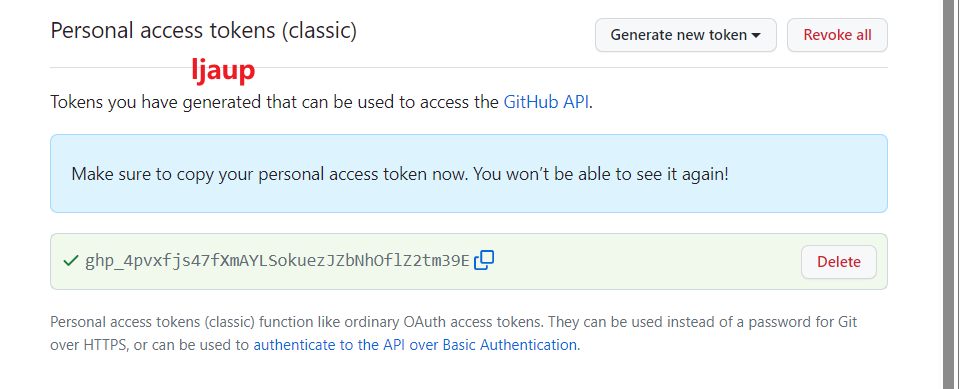 Personal access tokens (classic)
Generate new token
Revoke all
ljaup
Tokens you have generated that can be used to access the GitHub API.
Make sure to copy your personal access token now. You won’t be able to see it again!
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
Delete
Personal access tokens (classic) function like ordinary OAuth access tokens. They can be used instead of a password for Git
over HTTPS, or can be used to authenticate to the API over Basic Authentication.